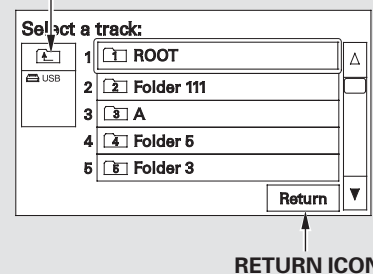 Select a track:
USB
1 1 ROOT
2 2 Folder 111
3 3 A
4 4 Folder 5
5 5 Folder 3
Return
RETURN ICON